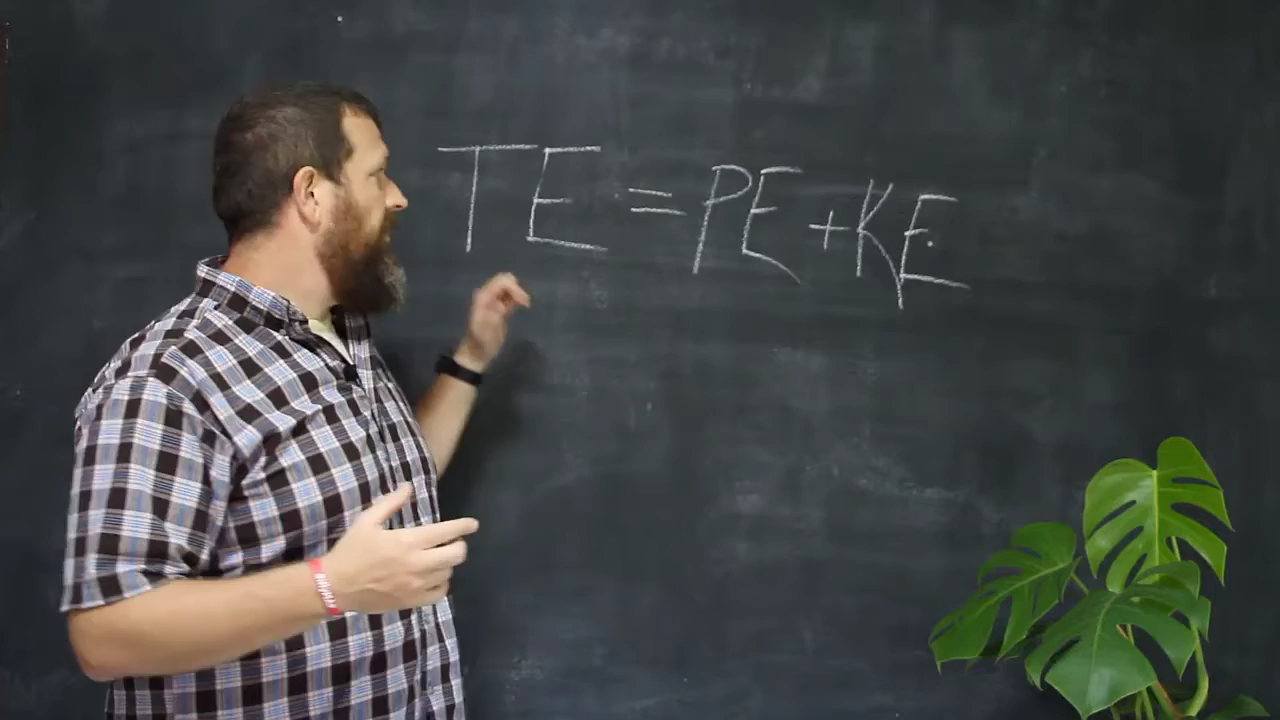 TE = PE + KE